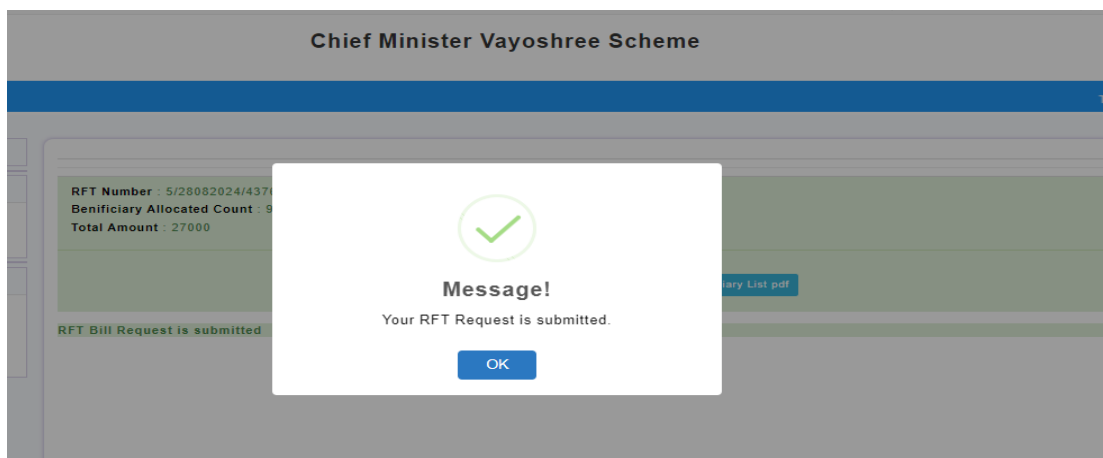 Chief Minister Vayoshree Scheme
RFT Number : 5/28082024/437
Benificiary Allocated Count : 9
Total Amount : 27000
Message!
Your RFT Request is submitted.
OK
List pdf
RFT Bill Request is submitted